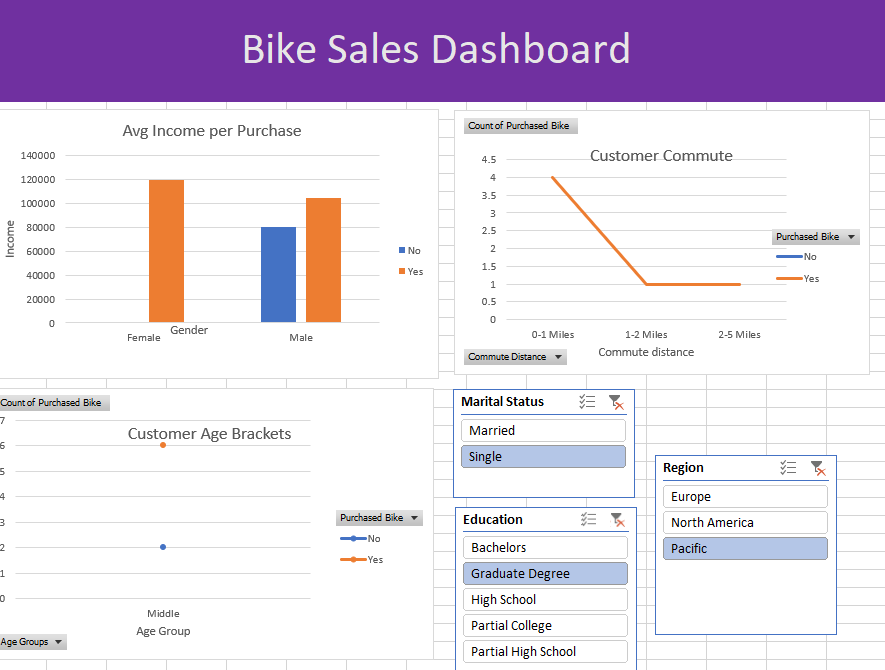 Bike Sales Dashboard
Avg Income per Purchase
140000
120000
100000
80000
60000
40000
20000
0
Income
Female
Male
Gender
No
Yes
Count of Purchased Bike
Customer Commute
4.5
4
3.5
3
2.5
2
1.5
1
0.5
0
0-1 Miles
1-2 Miles
2-5 Miles
Commute distance
Purchased Bike
No
Yes
Commute Distance
Count of Purchased Bike
Customer Age Brackets
7
6
5
4
3
2
1
0
Middle
Age Group
Purchased Bike
No
Yes
Age Groups
Marital Status
Married
Single
Education
Bachelors
Graduate Degree
High School
Partial College
Partial High School
Region
Europe
North America
Pacific